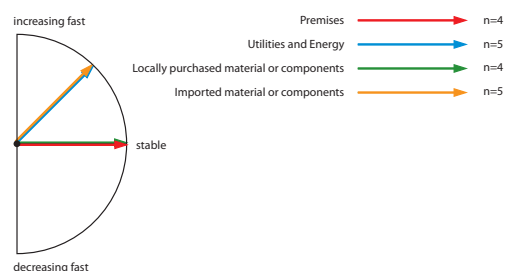 increasing fast
Premises n=4
Utilities and Energy n=5
Locally purchased material or components n=4
Imported material or components n=5
stable
decreasing fast